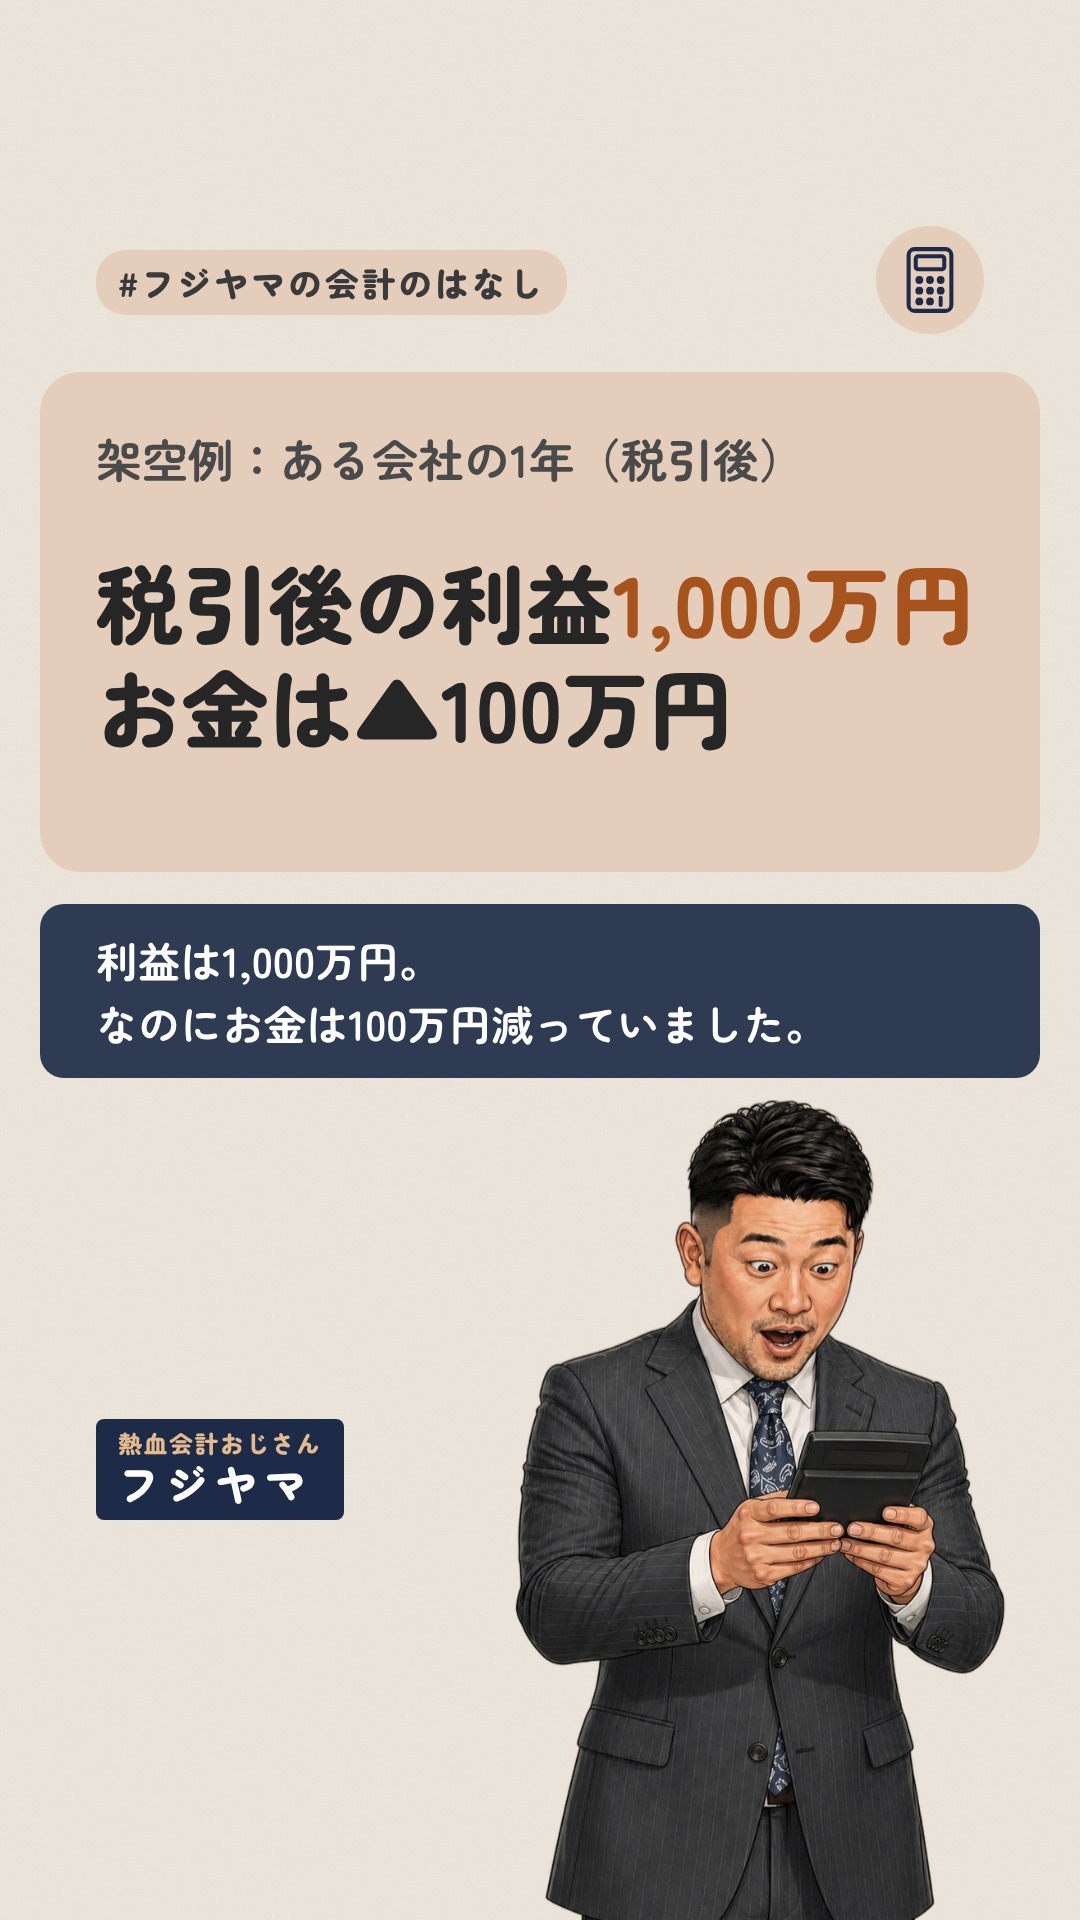 #フジヤマの会計のはなし
架空例：ある会社の1年（税引後）
税引後の利益1,000万円
お金は▲100万円
利益は1,000万円。
なのにお金は100万円減っていました。
熱血会計おじさん
フジヤマ